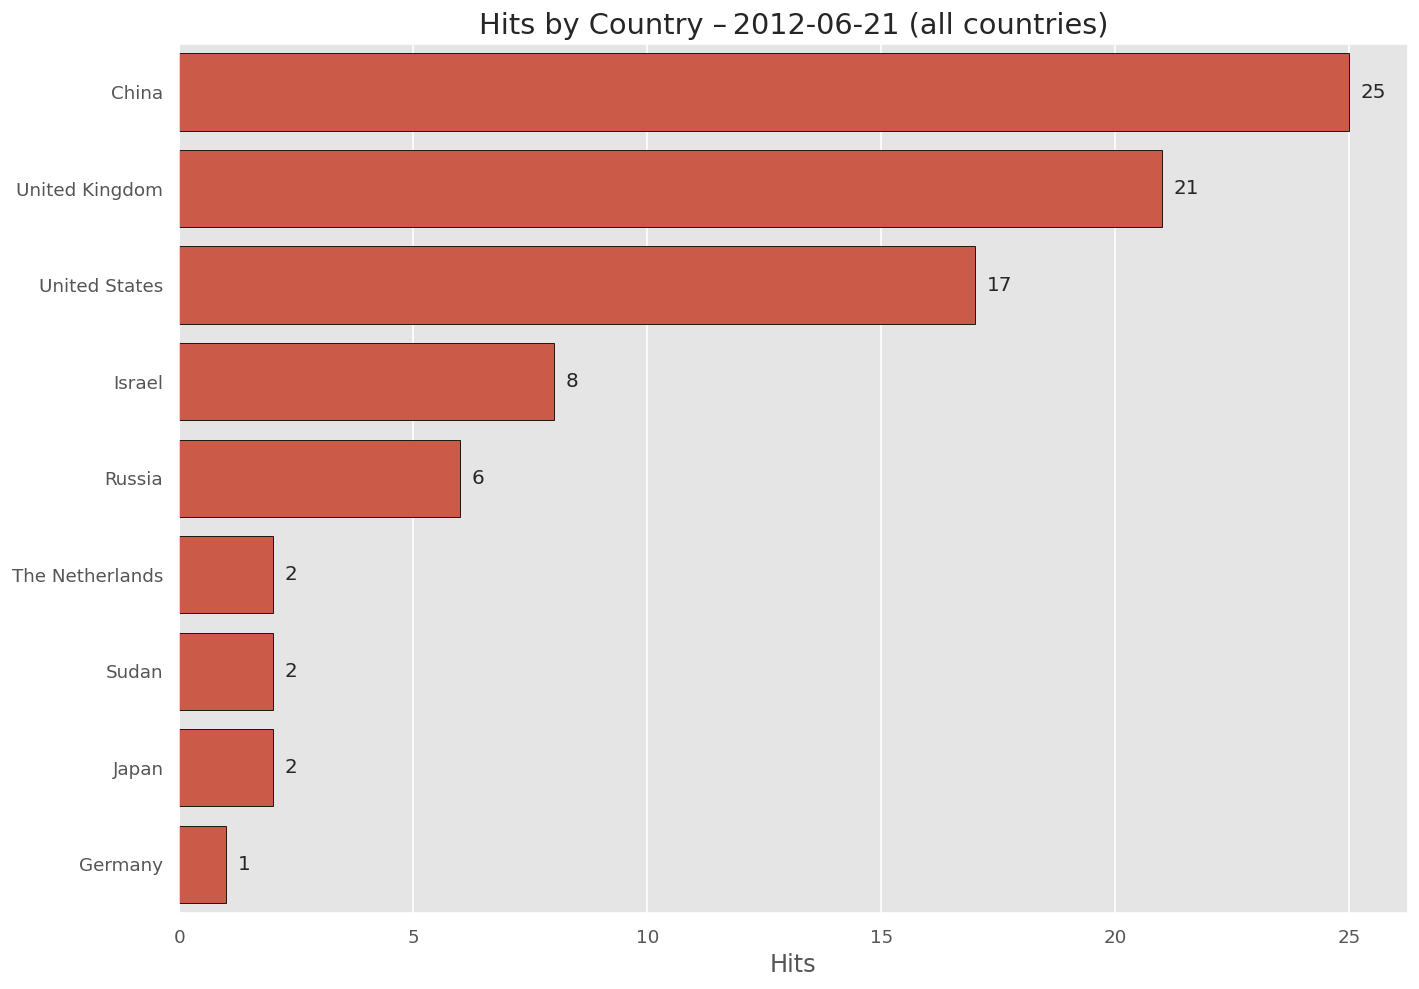 Hits by Country – 2012-06-21 (all countries)
China 25
United Kingdom 21
United States 17
Israel 8
Russia 6
The Netherlands 2
Sudan 2
Japan 2
Germany 1
0 5 10 15 20 25
Hits